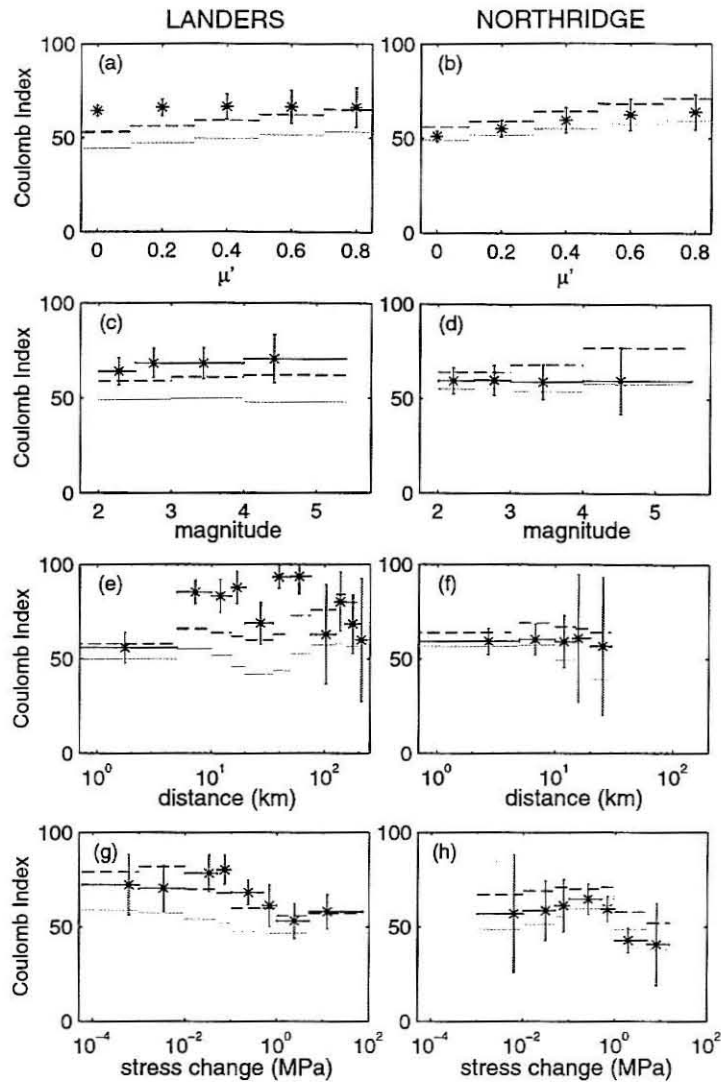 LANDERS NORTHRIDGE
(a) (b)
100 100
50 50
0 0
Coulomb Index
0 0.2 0.4 0.6 0.8 0 0.2 0.4 0.6 0.8
μ' μ'
(c) (d)
100 100
50 50
0 0
Coulomb Index
2 3 4 5 2 3 4 5
magnitude magnitude
(e) (f)
100 100
50 50
0 0
Coulomb Index
10^0 10^1 10^2 10^0 10^1 10^2
distance (km) distance (km)
(g) (h)
100 100
50 50
0 0
Coulomb Index
10^-4 10^-2 10^0 10^2 10^-4 10^-2 10^0 10^2
stress change (MPa) stress change (MPa)